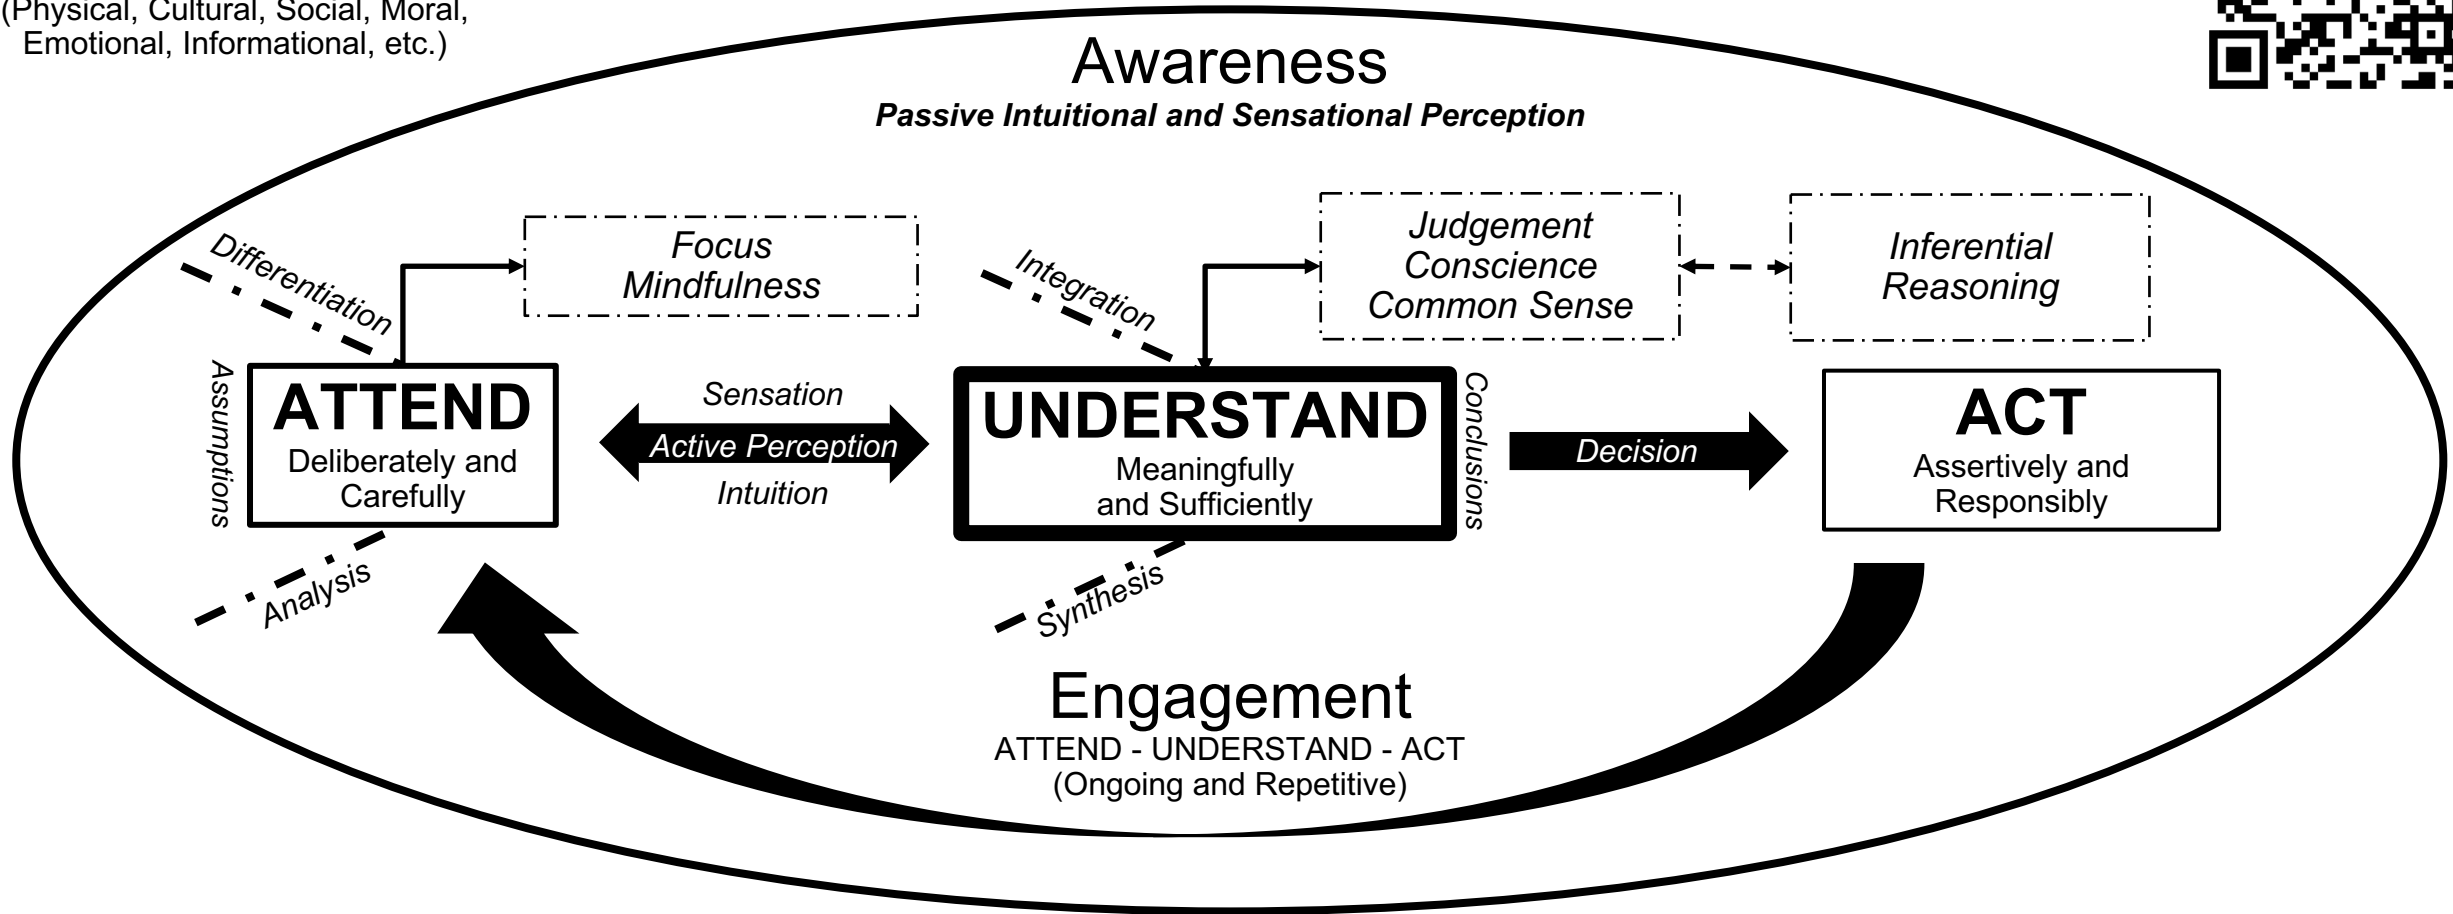 (Physical, Cultural, Social, Moral,
Emotional, Informational, etc.)
Awareness
Passive Intuitional and Sensational Perception
Differentiation
Focus
Mindfulness
Integration
Judgement
Conscience
Common Sense
Inferential
Reasoning
Assumptions
ATTEND
Deliberately and
Carefully
Sensation
Active Perception
Intuition
UNDERSTAND
Meaningfully
and Sufficiently
Conclusions
Decision
ACT
Assertively and
Responsibly
Analysis
Synthesis
Engagement
ATTEND - UNDERSTAND - ACT
(Ongoing and Repetitive)